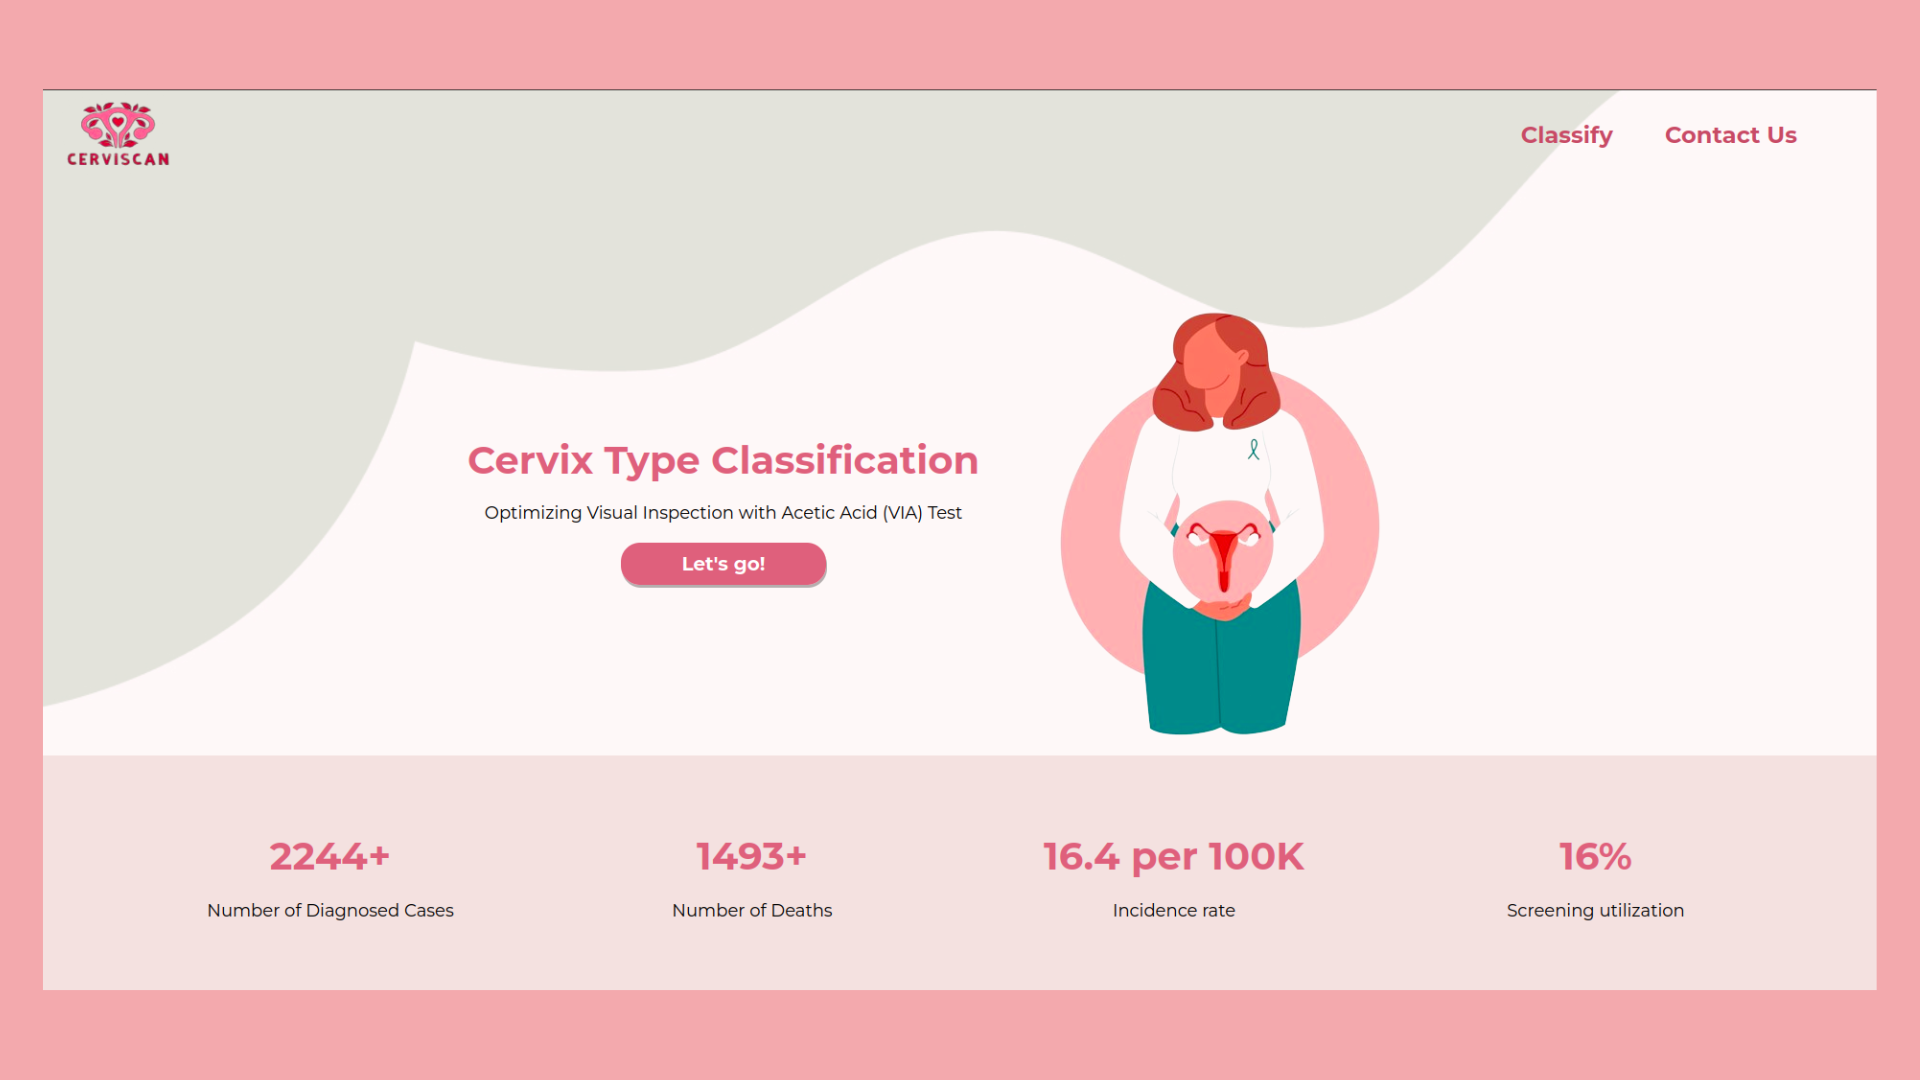 CERVISCAN
Classify
Contact Us
Cervix Type Classification
Optimizing Visual Inspection with Acetic Acid (VIA) Test
Let's go!
2244+
Number of Diagnosed Cases
1493+
Number of Deaths
16.4 per 100K
Incidence rate
16%
Screening utilization